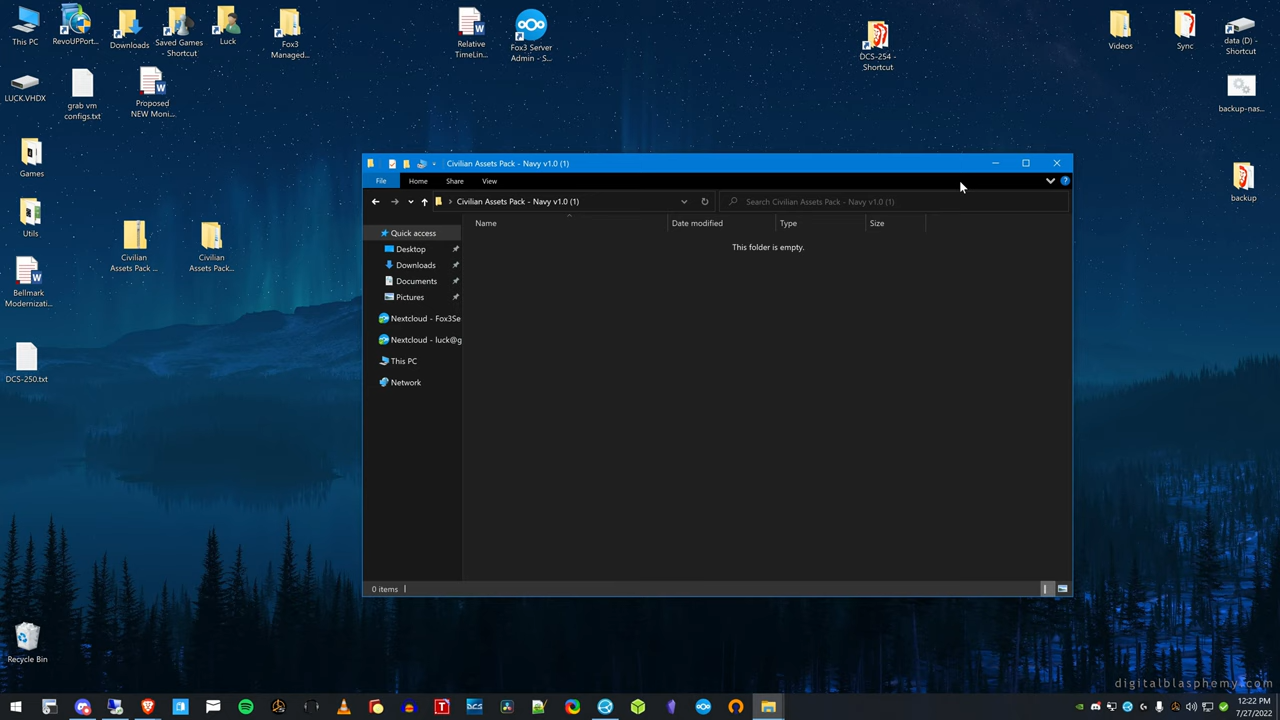 This PC
RevoUPPort...
Downloads
Saved Games - Shortcut
Luck
Fox3 Managed...
Relative TimeLin...
Fox3 Server Admin - S...
DCS-254 - Shortcut
Videos
Sync
data (D) - Shortcut
LUCK.VHDX
grab vm configs.txt
Proposed NEW Moni...
backup-nas...
Games
backup
Utils
Civilian Assets Pack ...
Civilian Assets Pack...
Bellmark Modernizati...
DCS-250.txt
Recycle Bin
Civilian Assets Pack - Navy v1.0 (1)
File
Home
Share
View
Civilian Assets Pack - Navy v1.0 (1)
Search Civilian Assets Pack - Navy v1.0 (1)
Name
Date modified
Type
Size
This folder is empty.
Quick access
Desktop
Downloads
Documents
Pictures
Nextcloud - Fox3Se
Nextcloud - luck@g
This PC
Network
0 items
digitalblasphemy.com
12:22 PM
7/27/2022